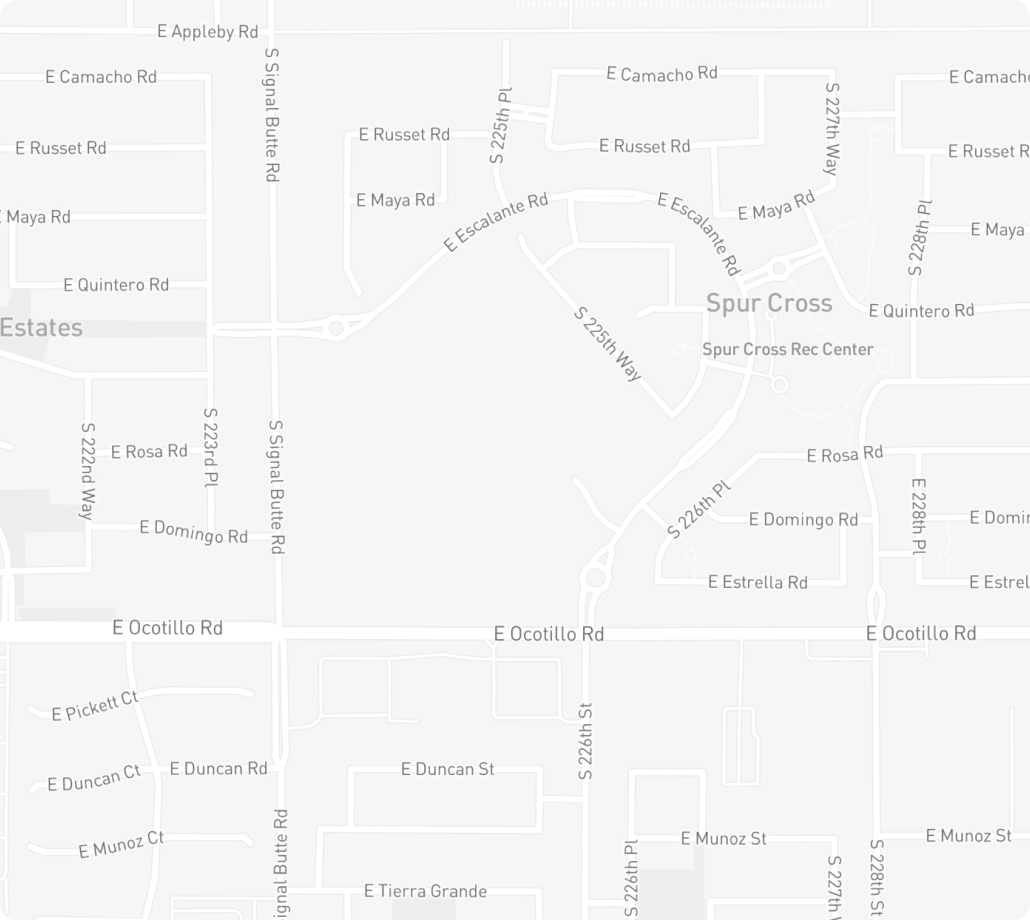 E Appleby Rd
E Camacho Rd
E Camacho Rd
E Camacho
S Signal Butte Rd
S 225th Pl
S 227th Way
E Russet Rd
E Russet Rd
E Russet Rd
E Russet R
E Maya Rd
E Maya Rd
E Maya Rd
E Maya
E Escalante Rd
E Escalante Rd
S 228th Pl
E Quintero Rd
E Quintero Rd
Spur Cross
Estates
S 225th Way
Spur Cross Rec Center
S 222nd Way
S 223rd Pl
S Signal Butte Rd
E Rosa Rd
E Rosa Rd
S 226th Pl
E 228th Pl
E Domingo Rd
E Domingo Rd
E Domin
E Estrella Rd
E Estrel
E Ocotillo Rd
E Ocotillo Rd
E Ocotillo Rd
E Pickett Ct
S 226th St
E Duncan Ct
E Duncan Rd
E Duncan St
E Munoz Ct
E Munoz St
E Munoz St
ignal Butte Rd
S 226th Pl
S 227th W
S 228th St
E Tierra Grande